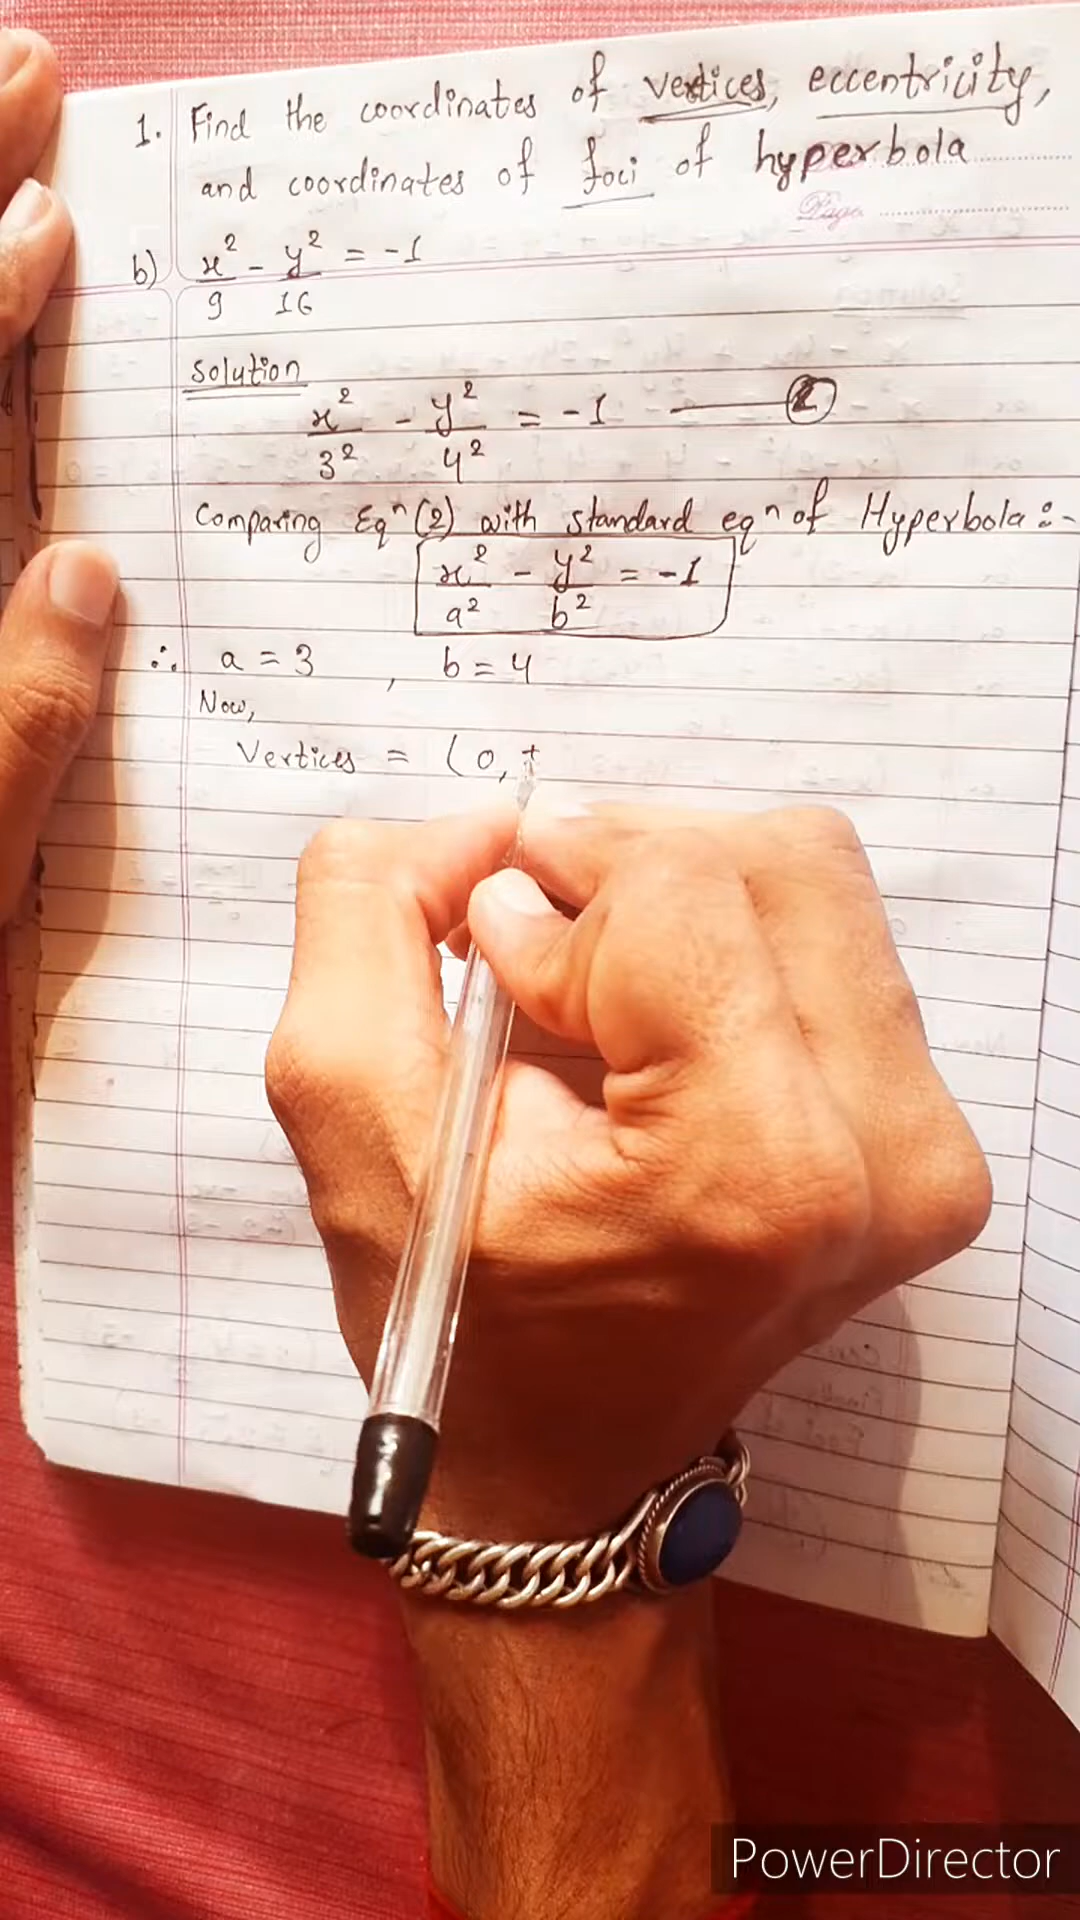 1. Find the coordinates of vertices, eccentricity,
and coordinates of foci of hyperbola
Page
b) x²/9 - y²/16 = -1
Solution
x²/3² - y²/4² = -1 ——— 2
Comparing Eqⁿ (2) with standard eqⁿ of Hyperbola :-
x²/a² - y²/b² = -1
∴ a = 3 , b = 4
Now,
Vertices = (0, ±
PowerDirector